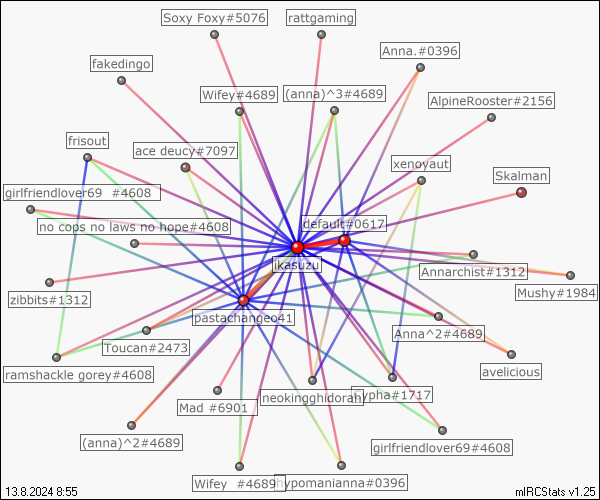 Soxy Foxy#5076
rattgaming
Anna.#0396
fakedingo
Wifey#4689
(anna)^3#4689
AlpineRooster#2156
frisout
ace deucy#7097
xenoyaut
Skalman
girlfriendlover69 #4608
no cops no laws no hope#4608
default#0617
ikasuzu
Annarchist#1312
zibbits#1312
Mushy#1984
pastachangeo41
Anna^2#4689
Toucan#2473
ramshackle gorey#4608
avelicious
neokingghidorah
hypha#1717
Mad #6901
(anna)^2#4689
girlfriendlover69#4608
Wifey #4689
hypomanianna#0396
13.8.2024 8:55
mIRCStats v1.25